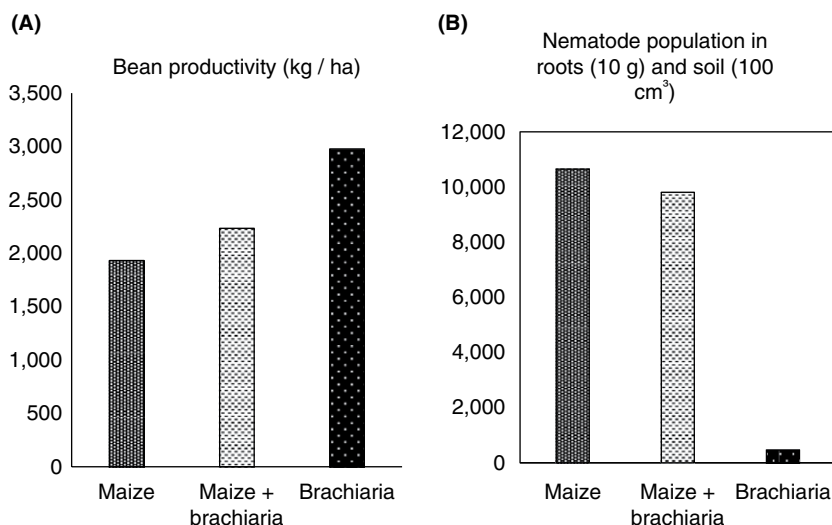 (A)
Bean productivity (kg / ha)
3,500
3,000
2,500
2,000
1,500
1,000
500
0
Maize
Maize +
brachiaria
Brachiaria
(B)
Nematode population in
roots (10 g) and soil (100
cm³)
12,000
10,000
8,000
6,000
4,000
2,000
0
Maize
Maize +
brachiaria
Brachiaria